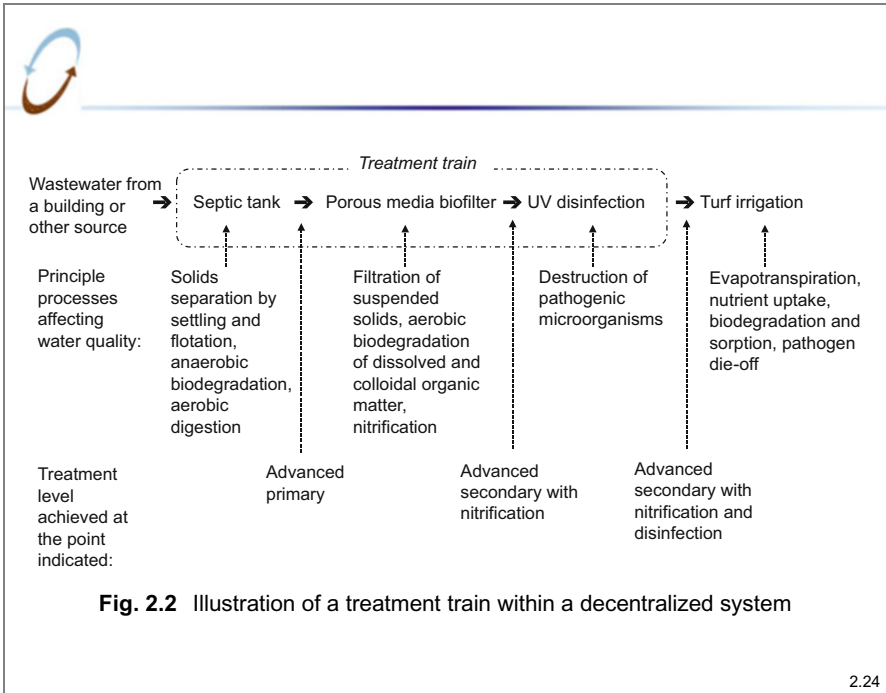 Treatment train
Wastewater from
a building or
other source
➔ Septic tank ➔ Porous media biofilter ➔ UV disinfection ➔ Turf irrigation
Principle
processes
affecting
water quality:
Solids
separation by
settling and
flotation,
anaerobic
biodegradation,
aerobic
digestion
Filtration of
suspended
solids, aerobic
biodegradation
of dissolved and
colloidal organic
matter,
nitrification
Destruction of
pathogenic
microorganisms
Evapotranspiration,
nutrient uptake,
biodegradation and
sorption, pathogen
die-off
Treatment
level
achieved at
the point
indicated:
Advanced
primary
Advanced
secondary with
nitrification
Advanced
secondary with
nitrification and
disinfection
Fig. 2.2 Illustration of a treatment train within a decentralized system
2.24